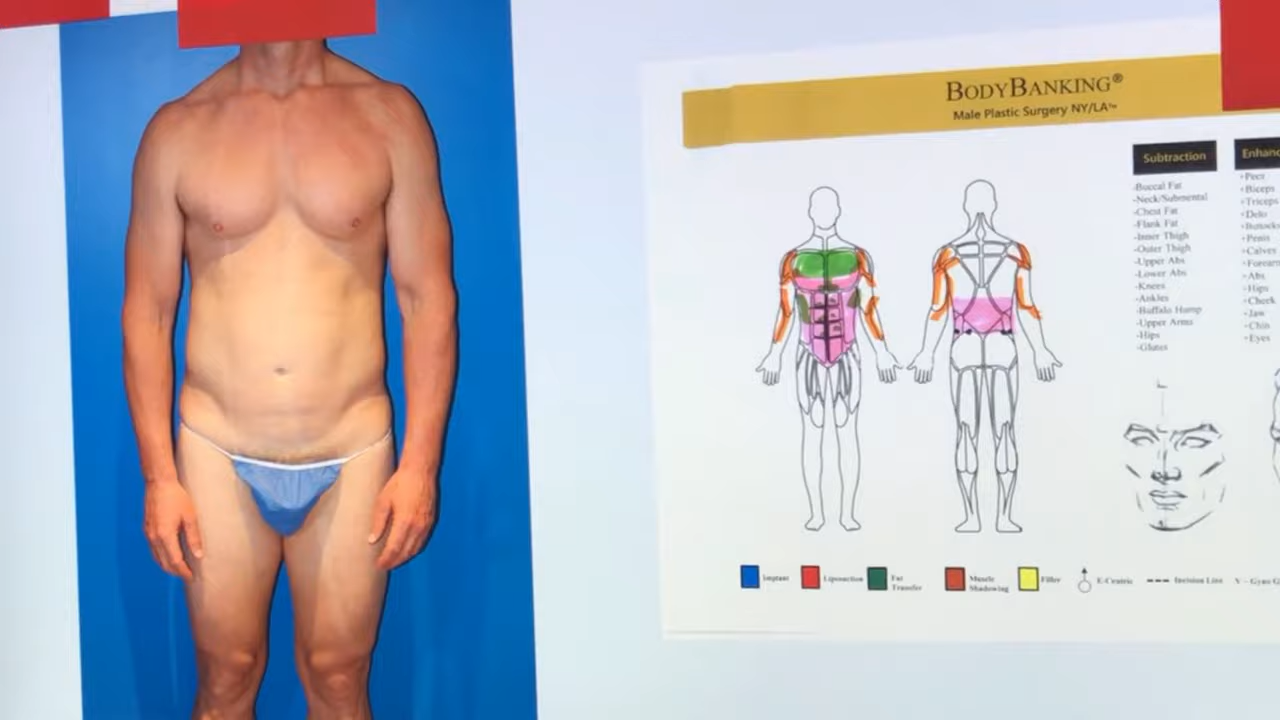 BODYBANKING®
Male Plastic Surgery NY/LA™
Subtraction
-Buccal Fat
-Neck/Submental
-Chest Fat
-Flank Fat
-Inner Thigh
-Outer Thigh
-Upper Abs
-Lower Abs
-Knees
-Ankles
-Buffalo Hump
-Upper Arms
-Hips
-Glutes
Enhanc
+Pecs
+Biceps
+Triceps
+Delts
+Buttocks
+Penis
+Calves
+Forearm
+Abs
+Hips
+Cheek
+Jaw
+Chin
+Eyes
Implant
Liposuction
Fat
Transfer
Muscle
Shadowing
Filler
E-Centric
Incision Line
V - Gyno G